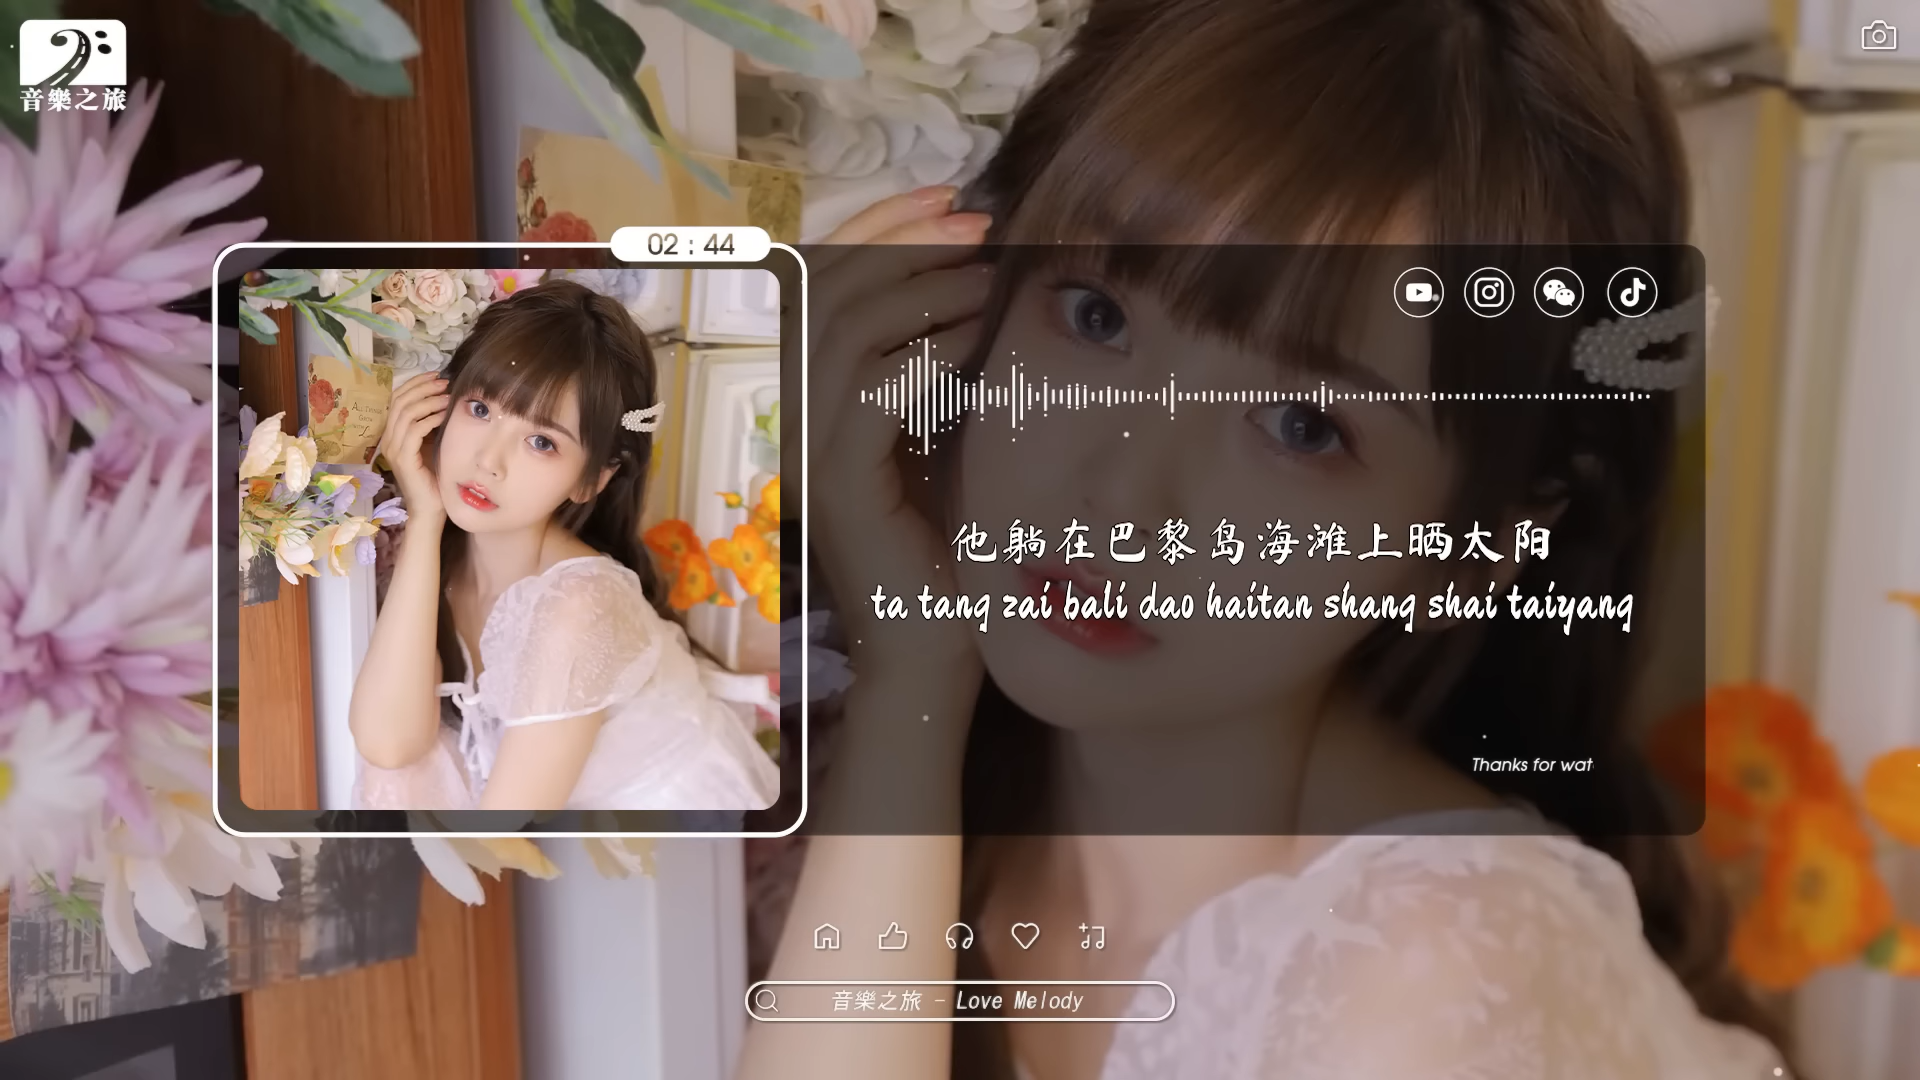 音樂之旅
02 : 44
他躺在巴黎岛海滩上晒太阳
ta tang zai bali dao haitan shang shai taiyang
Thanks for wat
音樂之旅 - Love Melody